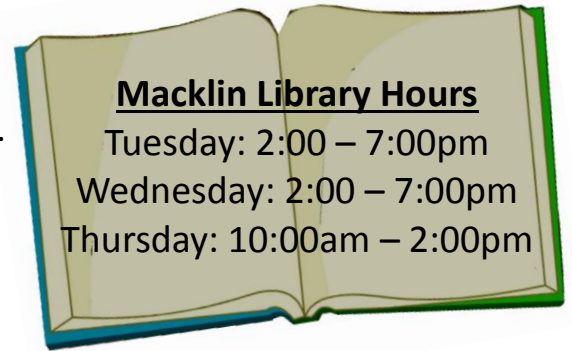 Macklin Library Hours
Tuesday: 2:00 – 7:00pm
Wednesday: 2:00 – 7:00pm
Thursday: 10:00am – 2:00pm